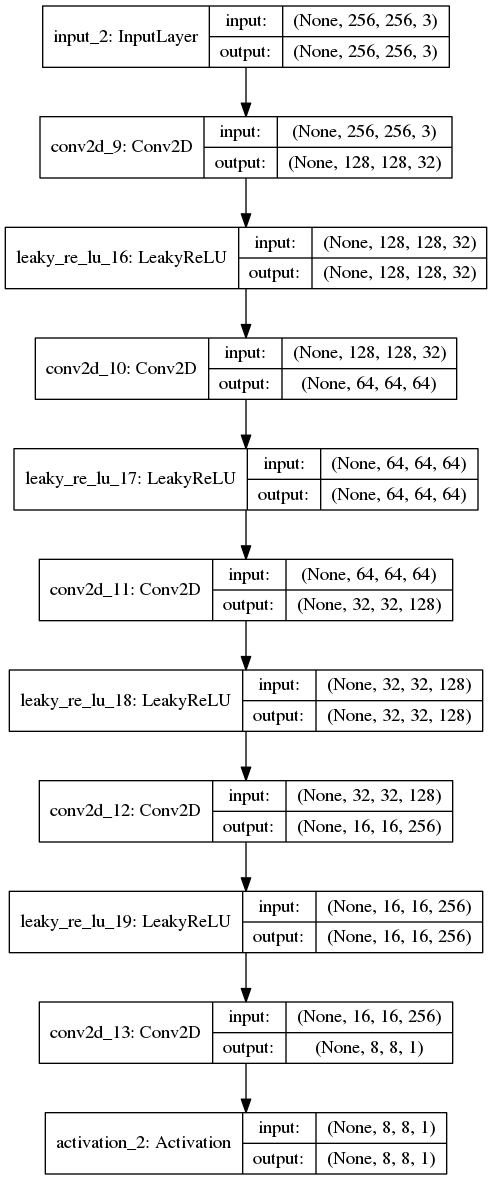 input_2: InputLayer
input:
(None, 256, 256, 3)
output:
(None, 256, 256, 3)
conv2d_9: Conv2D
input:
(None, 256, 256, 3)
output:
(None, 128, 128, 32)
leaky_re_lu_16: LeakyReLU
input:
(None, 128, 128, 32)
output:
(None, 128, 128, 32)
conv2d_10: Conv2D
input:
(None, 128, 128, 32)
output:
(None, 64, 64, 64)
leaky_re_lu_17: LeakyReLU
input:
(None, 64, 64, 64)
output:
(None, 64, 64, 64)
conv2d_11: Conv2D
input:
(None, 64, 64, 64)
output:
(None, 32, 32, 128)
leaky_re_lu_18: LeakyReLU
input:
(None, 32, 32, 128)
output:
(None, 32, 32, 128)
conv2d_12: Conv2D
input:
(None, 32, 32, 128)
output:
(None, 16, 16, 256)
leaky_re_lu_19: LeakyReLU
input:
(None, 16, 16, 256)
output:
(None, 16, 16, 256)
conv2d_13: Conv2D
input:
(None, 16, 16, 256)
output:
(None, 8, 8, 1)
activation_2: Activation
input:
(None, 8, 8, 1)
output:
(None, 8, 8, 1)